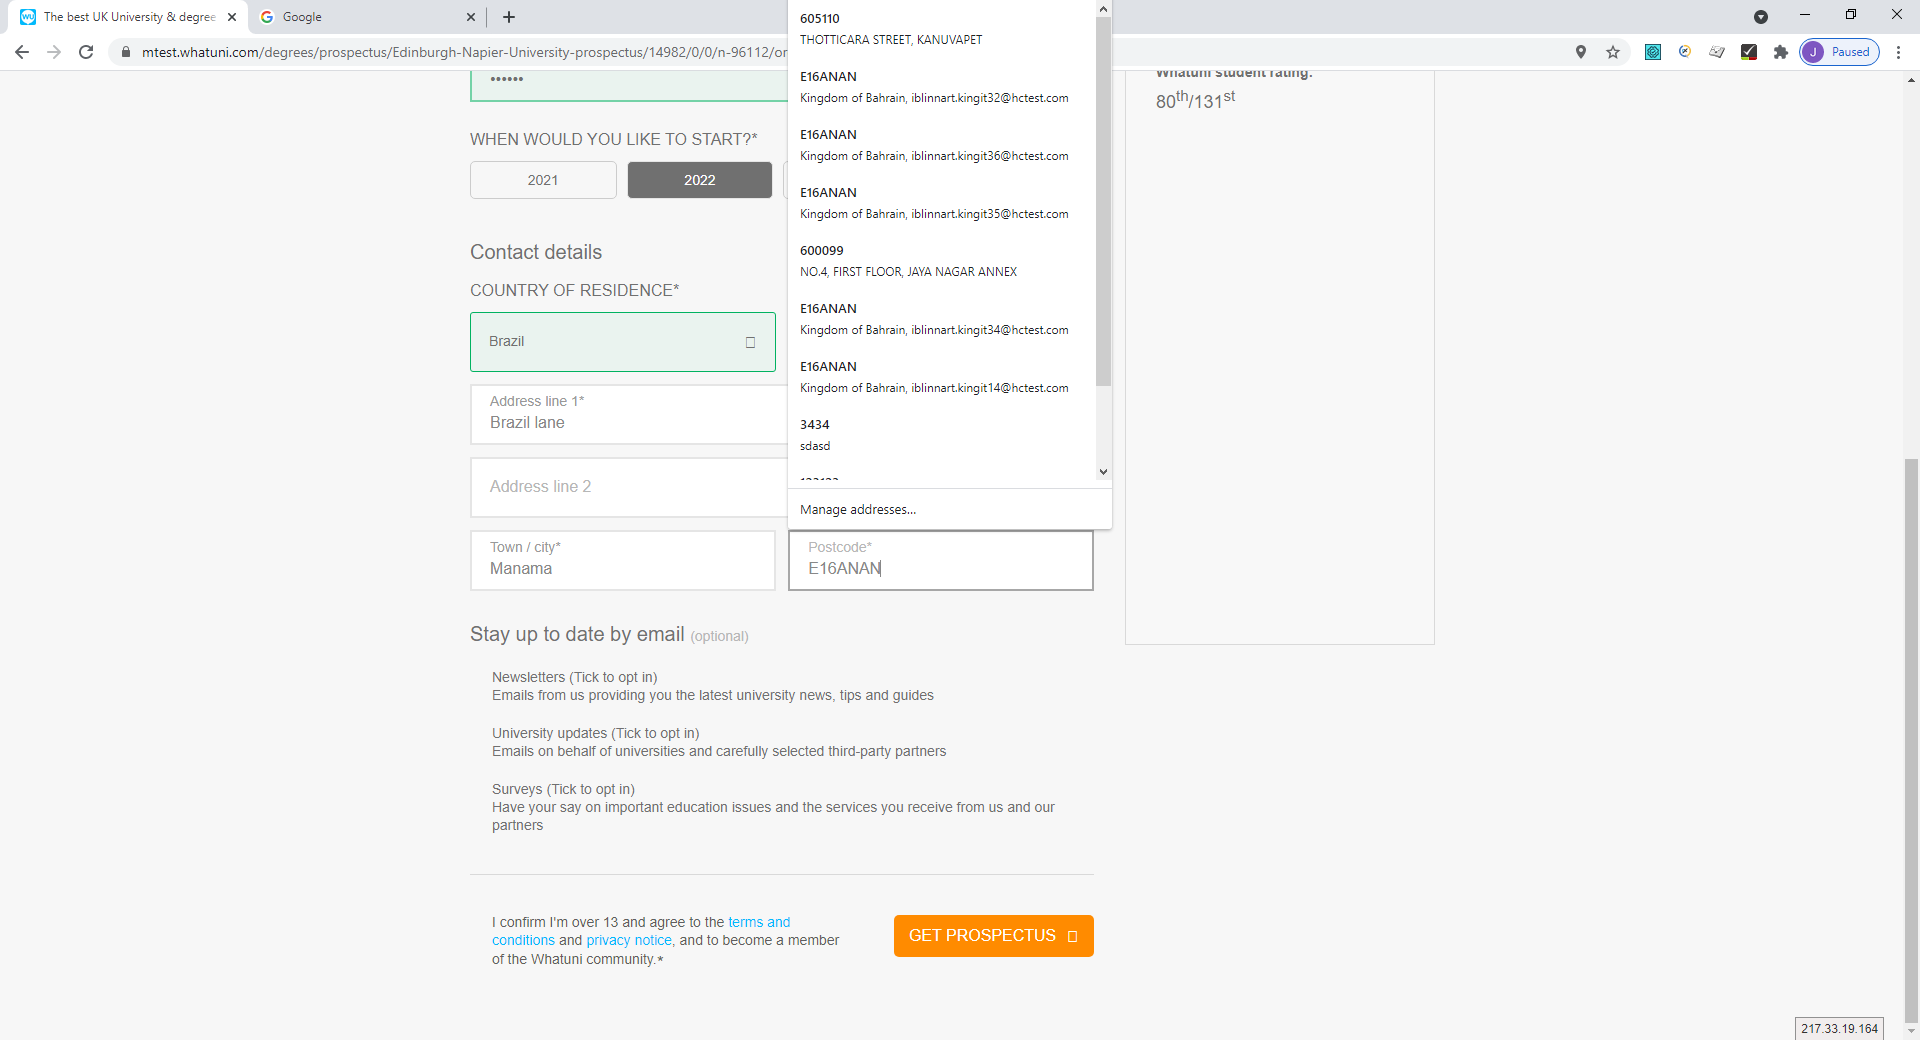 The best UK University & degree
Google
mtest.whatuni.com/degrees/prospectus/Edinburgh-Napier-University-prospectus/14982/0/0/n-96112/or
J Paused
••••••
WHEN WOULD YOU LIKE TO START?*
2021
2022
Contact details
COUNTRY OF RESIDENCE*
Brazil
Address line 1*
Brazil lane
Address line 2
Town / city*
Manama
Postcode*
E16ANAN
605110
THOTTICARA STREET, KANUVAPET
E16ANAN
Kingdom of Bahrain, iblinnart.kingit32@hctest.com
E16ANAN
Kingdom of Bahrain, iblinnart.kingit36@hctest.com
E16ANAN
Kingdom of Bahrain, iblinnart.kingit35@hctest.com
600099
NO.4, FIRST FLOOR, JAYA NAGAR ANNEX
E16ANAN
Kingdom of Bahrain, iblinnart.kingit34@hctest.com
E16ANAN
Kingdom of Bahrain, iblinnart.kingit14@hctest.com
3434
sdasd
Manage addresses...
Whatuni student rating:
80th/131st
Stay up to date by email (optional)
Newsletters (Tick to opt in)
Emails from us providing you the latest university news, tips and guides
University updates (Tick to opt in)
Emails on behalf of universities and carefully selected third-party partners
Surveys (Tick to opt in)
Have your say on important education issues and the services you receive from us and our
partners
I confirm I'm over 13 and agree to the terms and
conditions and privacy notice, and to become a member
of the Whatuni community.*
GET PROSPECTUS
217.33.19.164